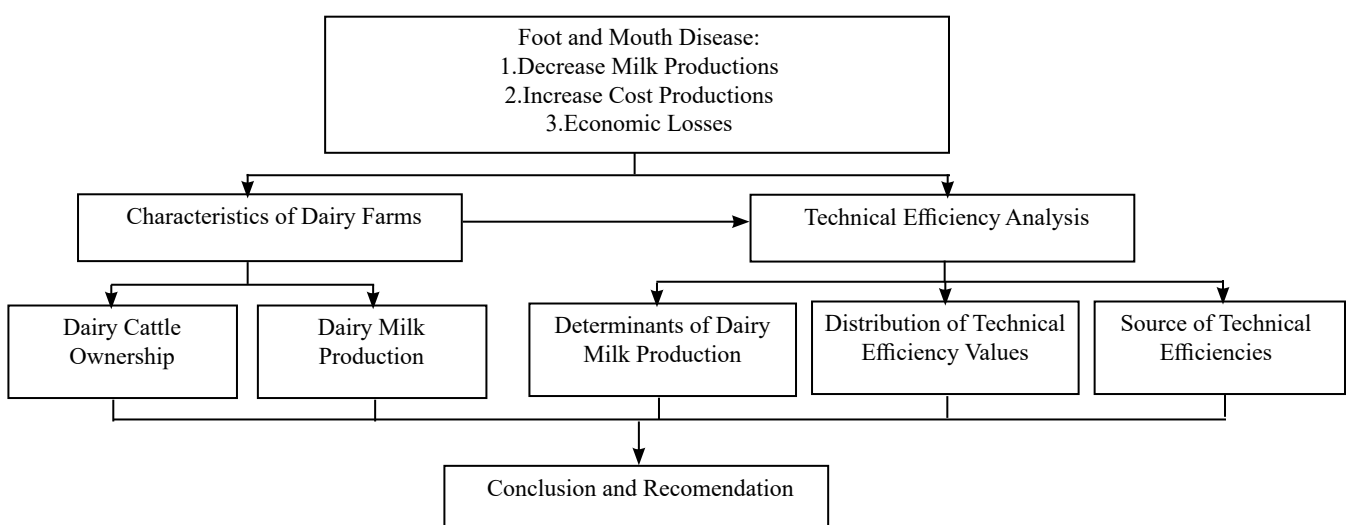 Foot and Mouth Disease:
1.Decrease Milk Productions
2.Increase Cost Productions
3.Economic Losses
Characteristics of Dairy Farms
Technical Efficiency Analysis
Dairy Cattle
Ownership
Dairy Milk
Production
Determinants of Dairy
Milk Production
Distribution of Technical
Efficiency Values
Source of Technical
Efficiencies
Conclusion and Recomendation